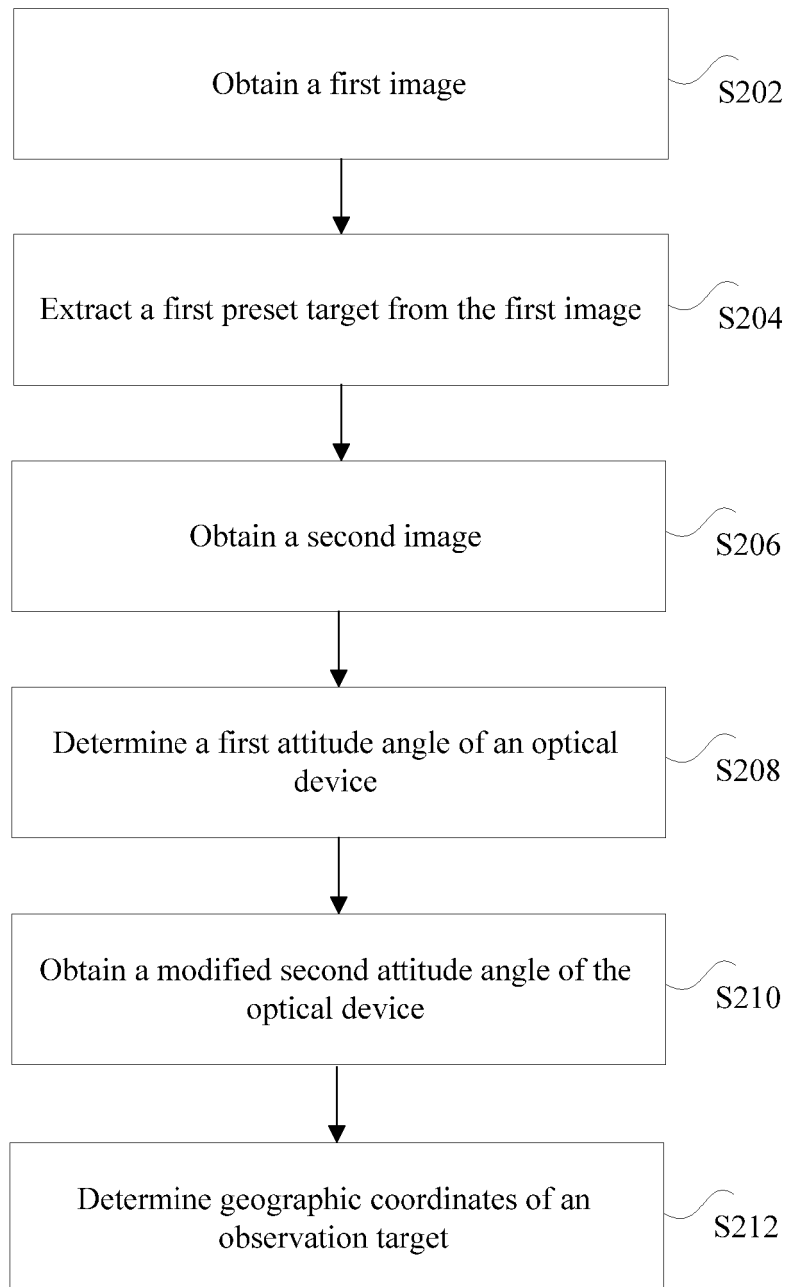 Obtain a first image
S202
Extract a first preset target from the first image
S204
Obtain a second image
S206
Determine a first attitude angle of an optical
device
S208
Obtain a modified second attitude angle of the
optical device
S210
Determine geographic coordinates of an
observation target
S212